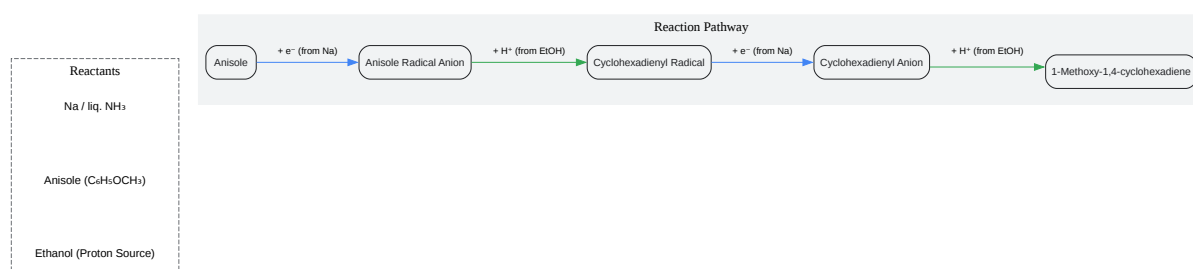 Reaction Pathway
Anisole
+ e⁻ (from Na)
Anisole Radical Anion
+ H⁺ (from EtOH)
Cyclohexadienyl Radical
+ e⁻ (from Na)
Cyclohexadienyl Anion
+ H⁺ (from EtOH)
1-Methoxy-1,4-cyclohexadiene
Reactants
Na / liq. NH₃
Anisole (C₆H₅OCH₃)
Ethanol (Proton Source)